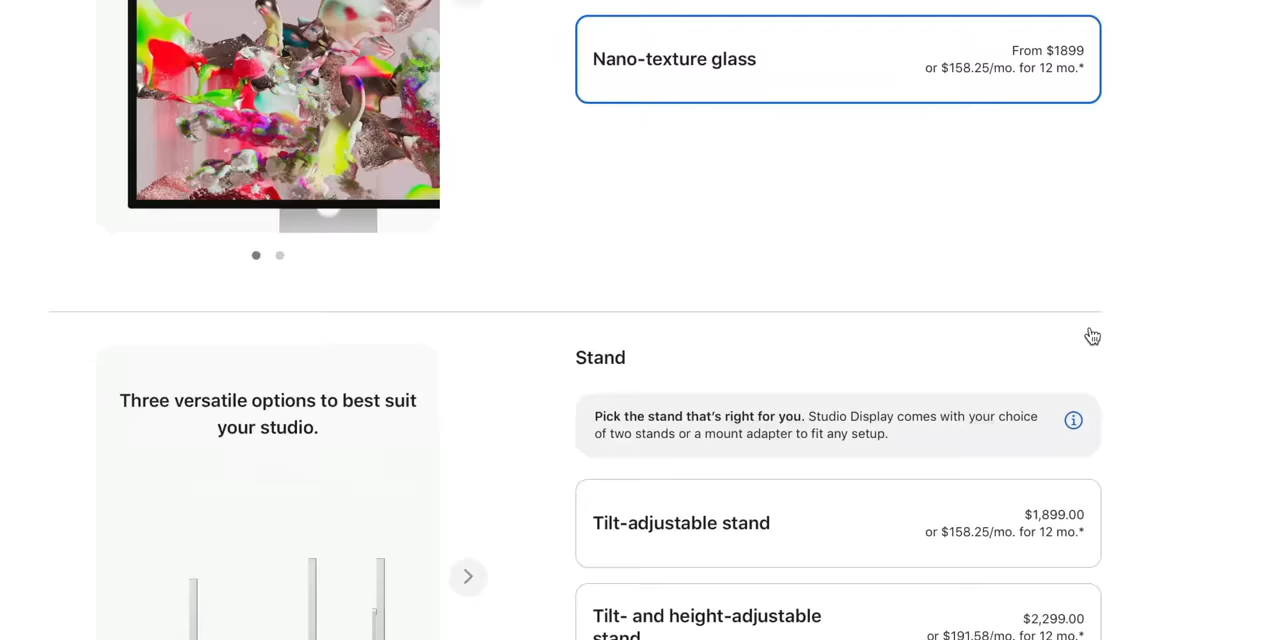 Nano-texture glass
From $1899
or $158.25/mo. for 12 mo.*
Three versatile options to best suit
your studio.
Stand
Pick the stand that’s right for you. Studio Display comes with your choice
of two stands or a mount adapter to fit any setup.
Tilt-adjustable stand
$1,899.00
or $158.25/mo. for 12 mo.*
Tilt- and height-adjustable
stand
$2,299.00
or $191.58/mo. for 12 mo.*